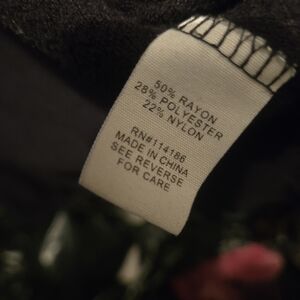 50% RAYON
28% POLYESTER
22% NYLON
RN#114186
MADE IN CHINA
SEE REVERSE
FOR CARE